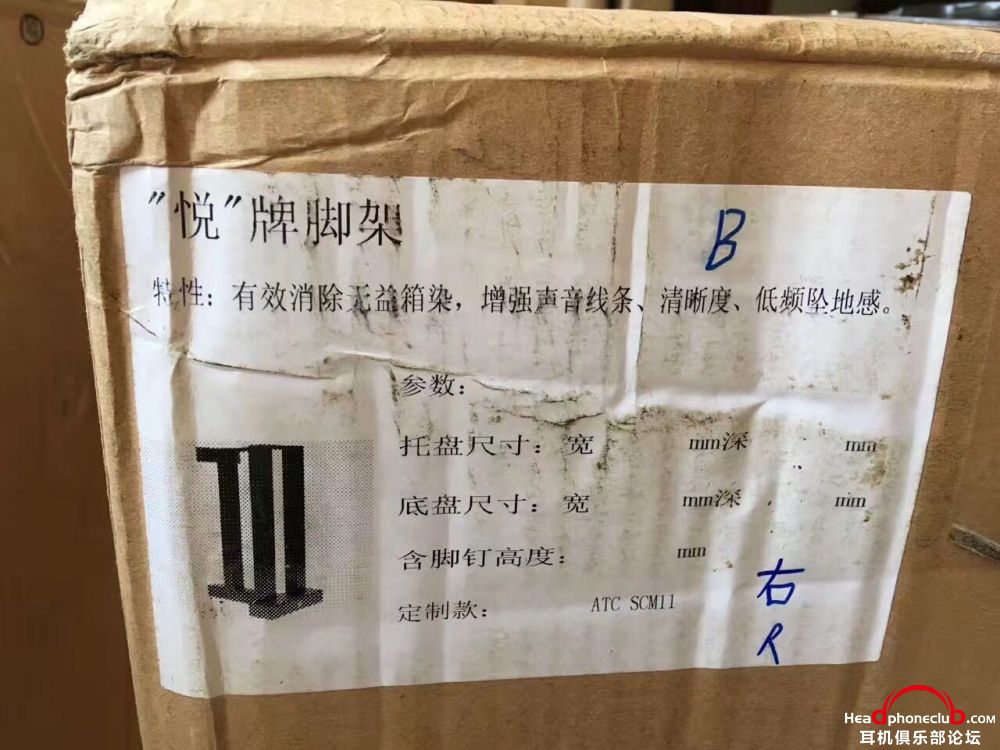 "悦"牌脚架
B
特性：有效消除无益箱染，增强声音线条、清晰度、低频坠地感。
参数：
托盘尺寸：宽 mm深 mm
底盘尺寸：宽 mm深 mm
含脚钉高度： mm
定制款： ATC SCM11
右
R
Headphoneclub.com
耳机俱乐部论坛